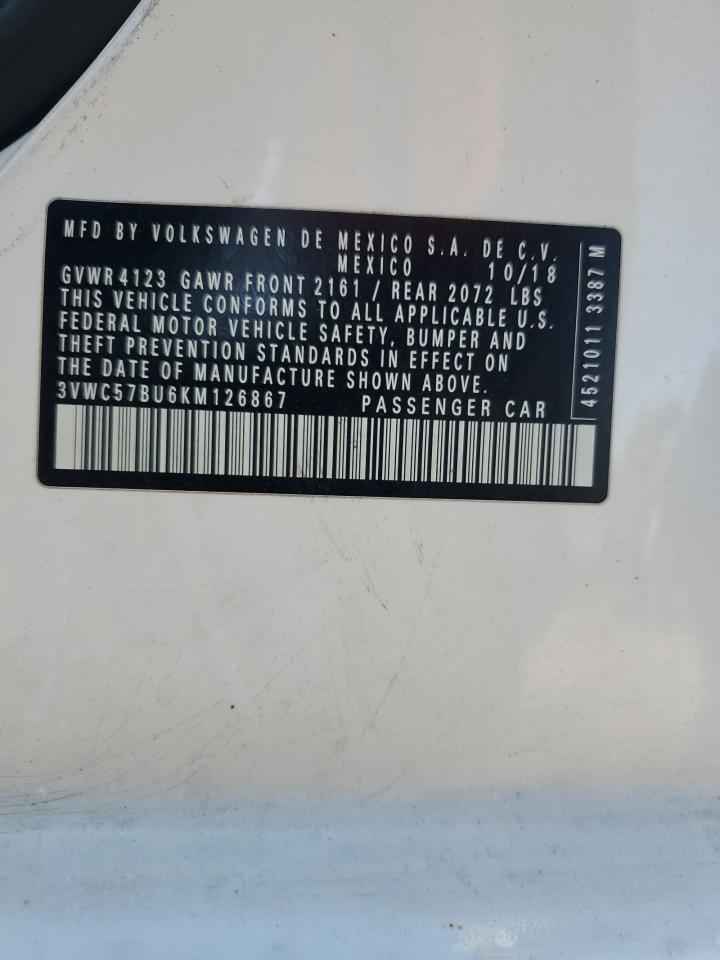 MFD BY VOLKSWAGEN DE MEXICO S.A. DE C.V.
MEXICO 10/18
GVWR 4123 GAWR FRONT 2161 / REAR 2072 LBS
THIS VEHICLE CONFORMS TO ALL APPLICABLE U.S.
FEDERAL MOTOR VEHICLE SAFETY, BUMPER AND
THEFT PREVENTION STANDARDS IN EFFECT ON
THE DATE OF MANUFACTURE SHOWN ABOVE.
3VWC57BU6KM126867 PASSENGER CAR
4521011 3387 M